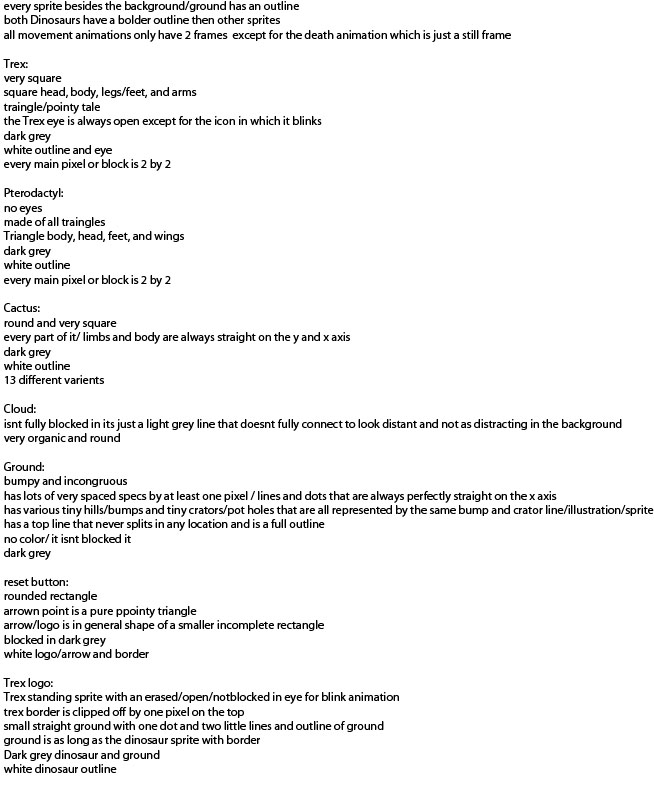 every sprite besides the background/ground has an outline
both Dinosaurs have a bolder outline then other sprites
all movement animations only have 2 frames except for the death animation which is just a still frame
Trex:
very square
square head, body, legs/feet, and arms
traingle/pointy tale
the Trex eye is always open except for the icon in which it blinks
dark grey
white outline and eye
every main pixel or block is 2 by 2
Pterodactyl:
no eyes
made of all traingles
Triangle body, head, feet, and wings
dark grey
white outline
every main pixel or block is 2 by 2
Cactus:
round and very square
every part of it/ limbs and body are always straight on the y and x axis
dark grey
white outline
13 different varients
Cloud:
isnt fully blocked in its just a light grey line that doesnt fully connect to look distant and not as distracting in the background
very organic and round
Ground:
bumpy and incongruous
has lots of very spaced specs by at least one pixel / lines and dots that are always perfectly straight on the x axis
has various tiny hills/bumps and tiny crators/pot holes that are all represented by the same bump and crator line/illustration/sprite
has a top line that never splits in any location and is a full outline
no color/ it isnt blocked it
dark grey
reset button:
rounded rectangle
arrown point is a pure ppointy triangle
arrow/logo is in general shape of a smaller incomplete rectangle
blocked in dark grey
white logo/arrow and border
Trex logo:
Trex standing sprite with an erased/open/notblocked in eye for blink animation
trex border is clipped off by one pixel on the top
small straight ground with one dot and two little lines and outline of ground
ground is as long as the dinosaur sprite with border
Dark grey dinosaur and ground
white dinosaur outline